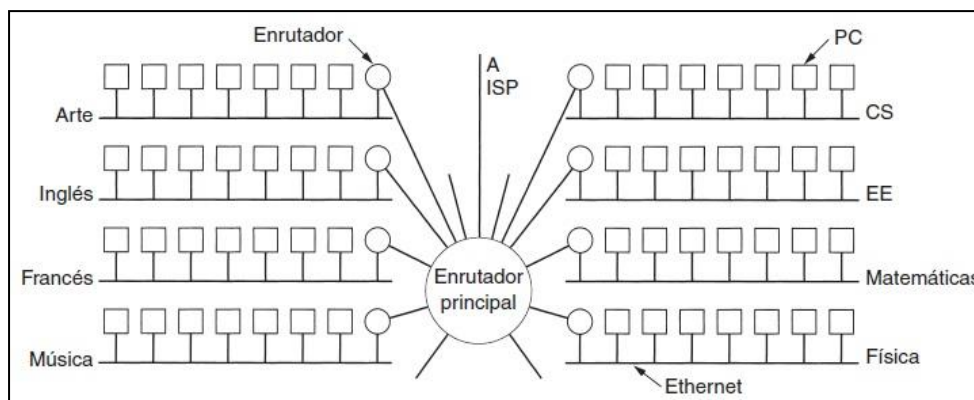 Enrutador
A
ISP
PC
Arte
CS
Inglés
EE
Francés
Enrutador
principal
Matemáticas
Música
Física
Ethernet